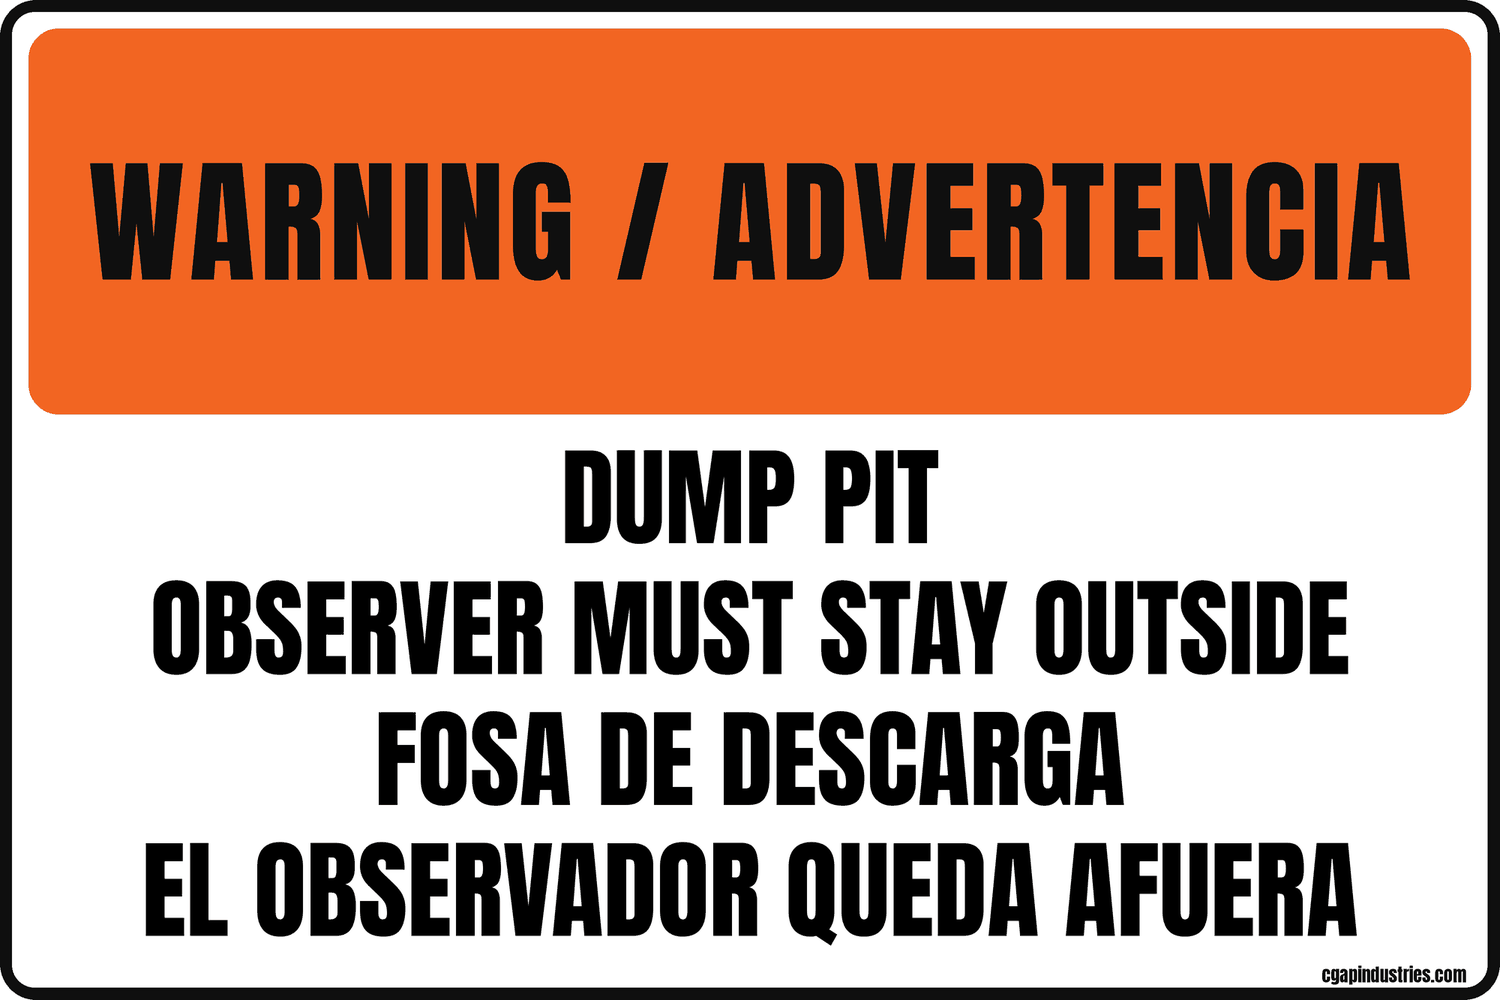 WARNING / ADVERTENCIA
DUMP PIT
OBSERVER MUST STAY OUTSIDE
FOSA DE DESCARGA
EL OBSERVADOR QUEDA AFUERA
cgapindustries.com